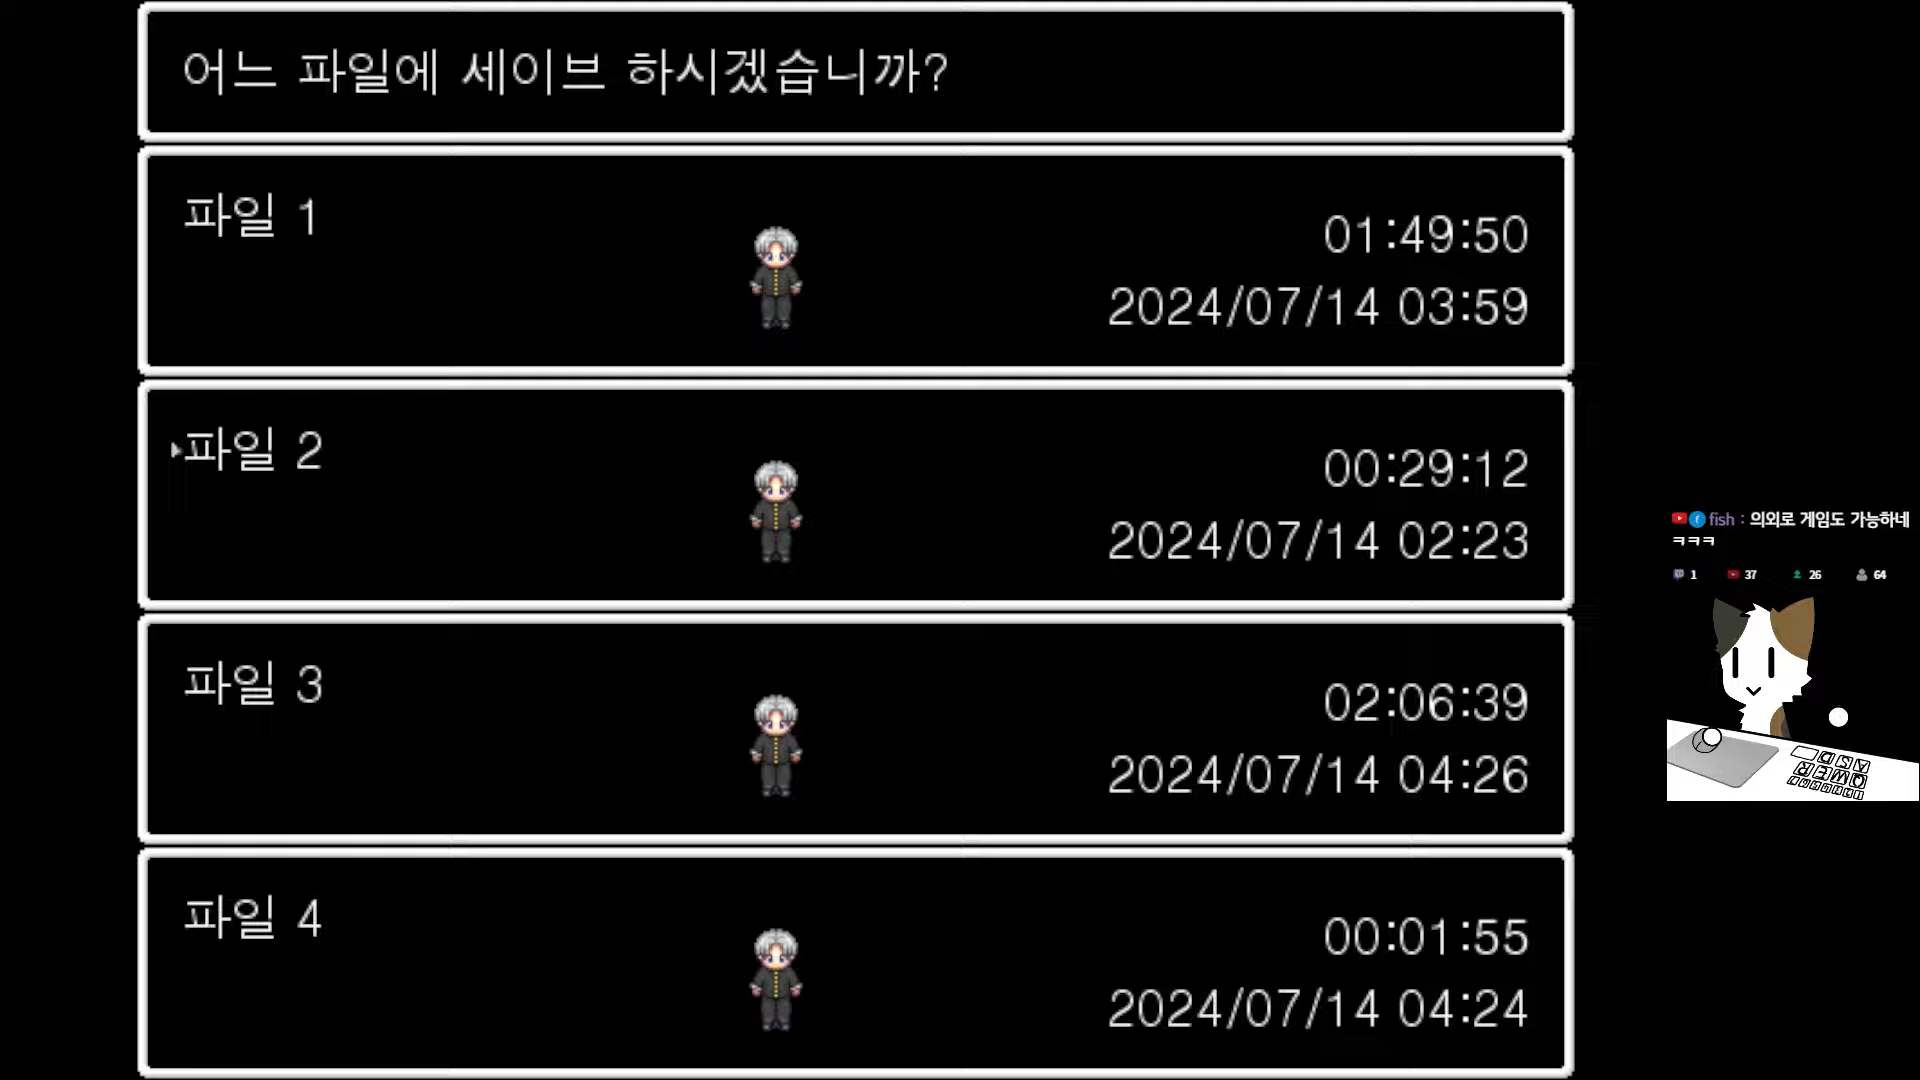 어느 파일에 세이브 하시겠습니까?
파일 1
01:49:50
2024/07/14 03:59
파일 2
00:29:12
2024/07/14 02:23
파일 3
02:06:39
2024/07/14 04:26
파일 4
00:01:55
2024/07/14 04:24
fish : 의외로 게임도 가능하네
ㅋㅋㅋ
1 37 26 64